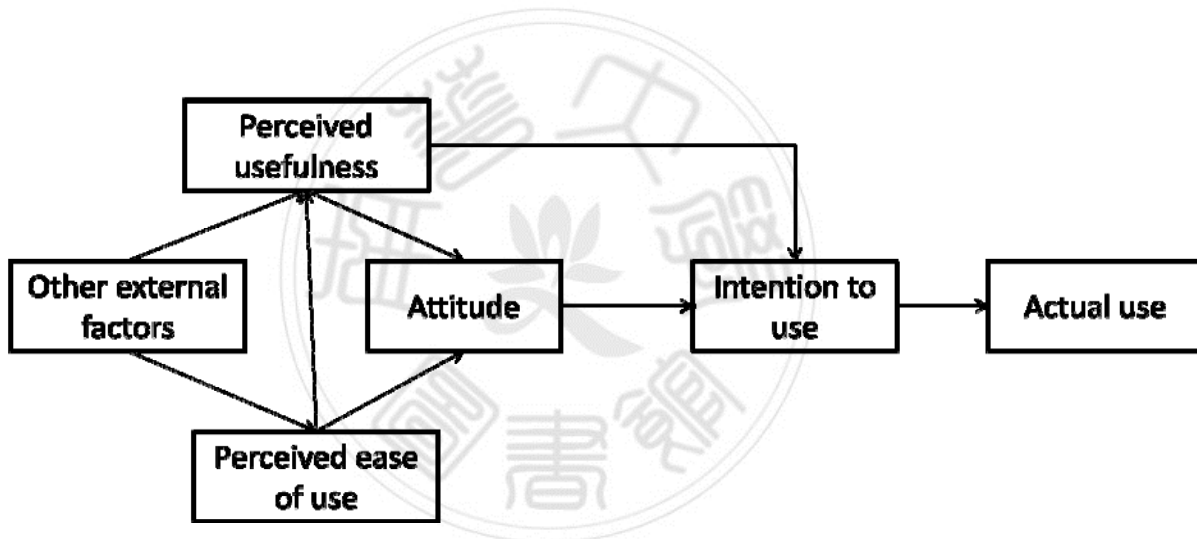 Perceived
usefulness
Other external
factors
Attitude
Intention to
use
Actual use
Perceived ease
of use